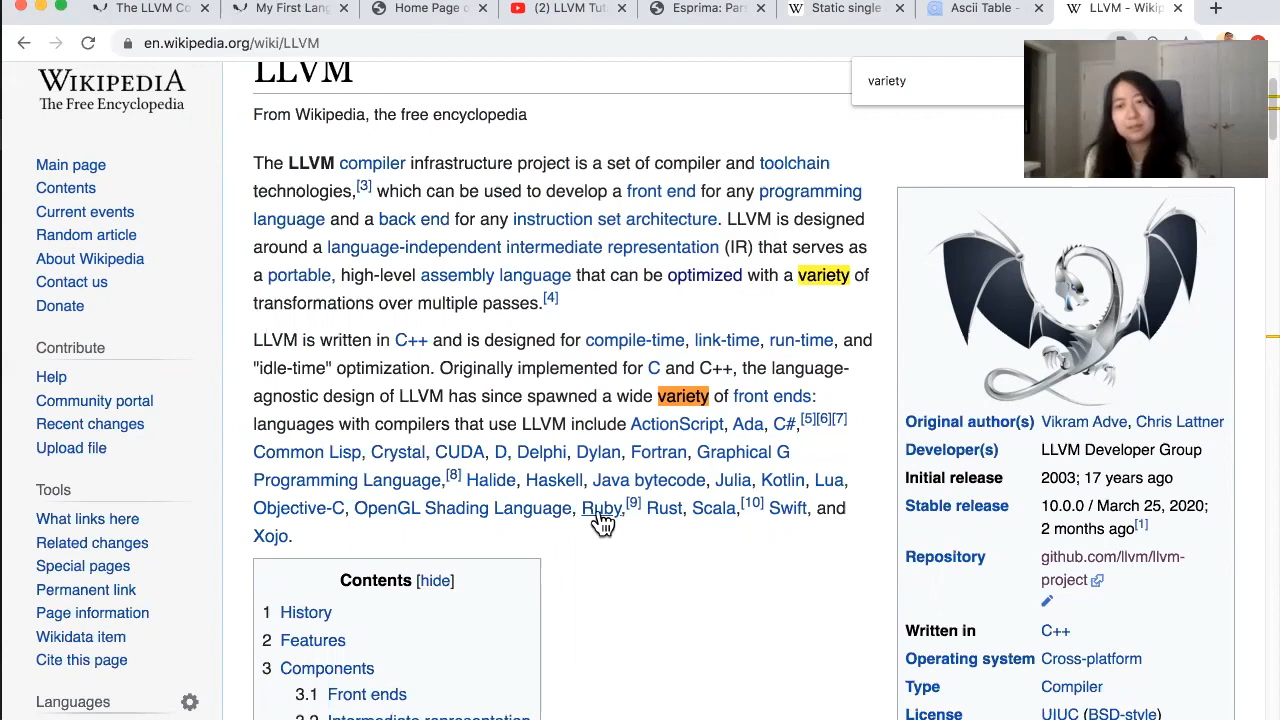 The LLVM Co
My First Lang
Home Page o
(2) LLVM Tut
Esprima: Pars
Static single
Ascii Table -
LLVM - Wikip
en.wikipedia.org/wiki/LLVM
variety
WIKIPEDIA
The Free Encyclopedia
Main page
Contents
Current events
Random article
About Wikipedia
Contact us
Donate
Contribute
Help
Community portal
Recent changes
Upload file
Tools
What links here
Related changes
Special pages
Permanent link
Page information
Wikidata item
Cite this page
Languages
LLVM
From Wikipedia, the free encyclopedia
The LLVM compiler infrastructure project is a set of compiler and toolchain
technologies,[3] which can be used to develop a front end for any programming
language and a back end for any instruction set architecture. LLVM is designed
around a language-independent intermediate representation (IR) that serves as
a portable, high-level assembly language that can be optimized with a variety of
transformations over multiple passes.[4]
LLVM is written in C++ and is designed for compile-time, link-time, run-time, and
"idle-time" optimization. Originally implemented for C and C++, the language-
agnostic design of LLVM has since spawned a wide variety of front ends:
languages with compilers that use LLVM include ActionScript, Ada, C#,[5][6][7]
Common Lisp, Crystal, CUDA, D, Delphi, Dylan, Fortran, Graphical G
Programming Language,[8] Halide, Haskell, Java bytecode, Julia, Kotlin, Lua,
Objective-C, OpenGL Shading Language, Ruby,[9] Rust, Scala,[10] Swift, and
Xojo.
Contents [hide]
1 History
2 Features
3 Components
3.1 Front ends
3.2 Intermediate representation
Original author(s) Vikram Adve, Chris Lattner
Developer(s) LLVM Developer Group
Initial release 2003; 17 years ago
Stable release 10.0.0 / March 25, 2020;
2 months ago[1]
Repository github.com/llvm/llvm-
project
Written in C++
Operating system Cross-platform
Type Compiler
License UIUC (BSD-style)